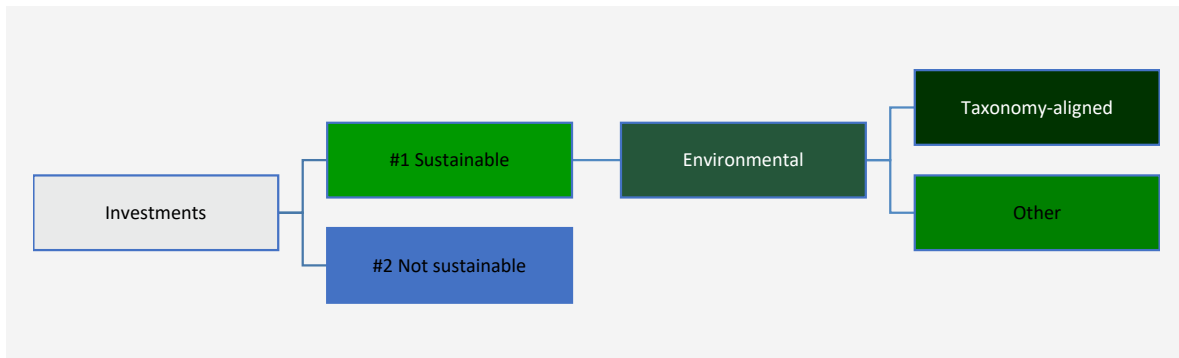 Investments
#1 Sustainable
#2 Not sustainable
Environmental
Taxonomy-aligned
Other